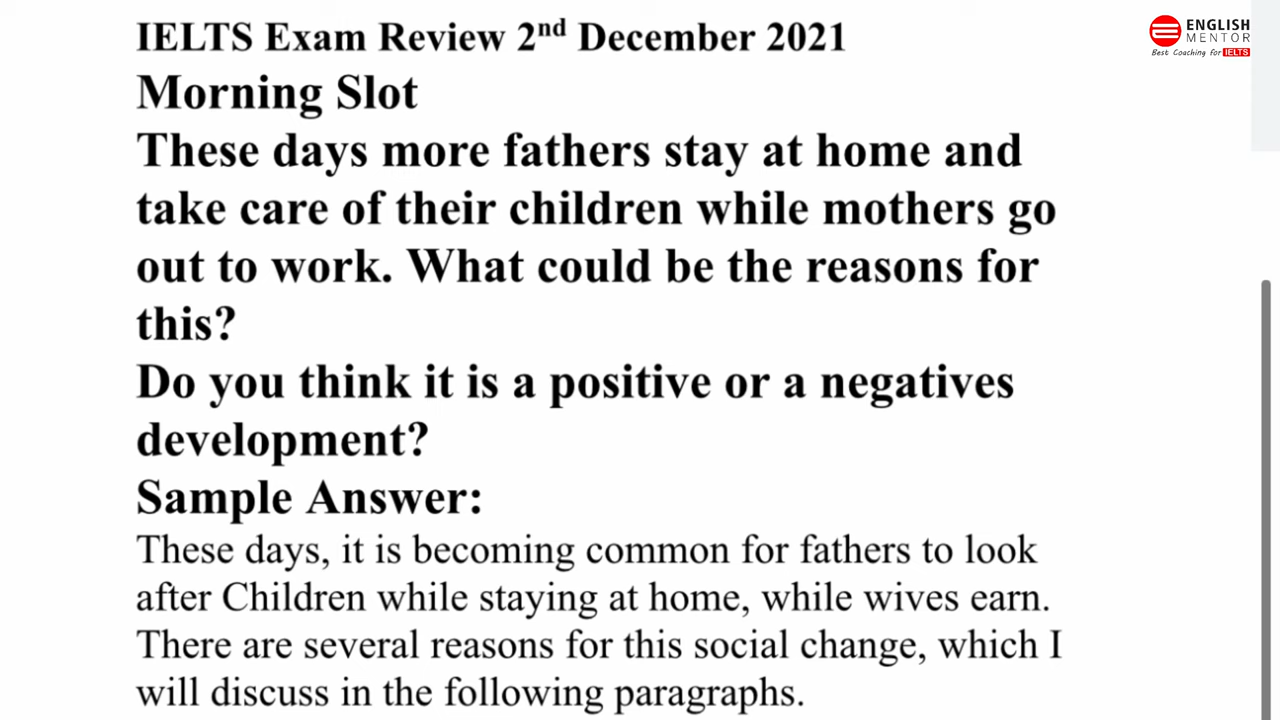 IELTS Exam Review 2nd December 2021
ENGLISH
MENTOR
Best Coaching for IELTS
Morning Slot
These days more fathers stay at home and
take care of their children while mothers go
out to work. What could be the reasons for
this?
Do you think it is a positive or a negatives
development?
Sample Answer:
These days, it is becoming common for fathers to look
after Children while staying at home, while wives earn.
There are several reasons for this social change, which I
will discuss in the following paragraphs.